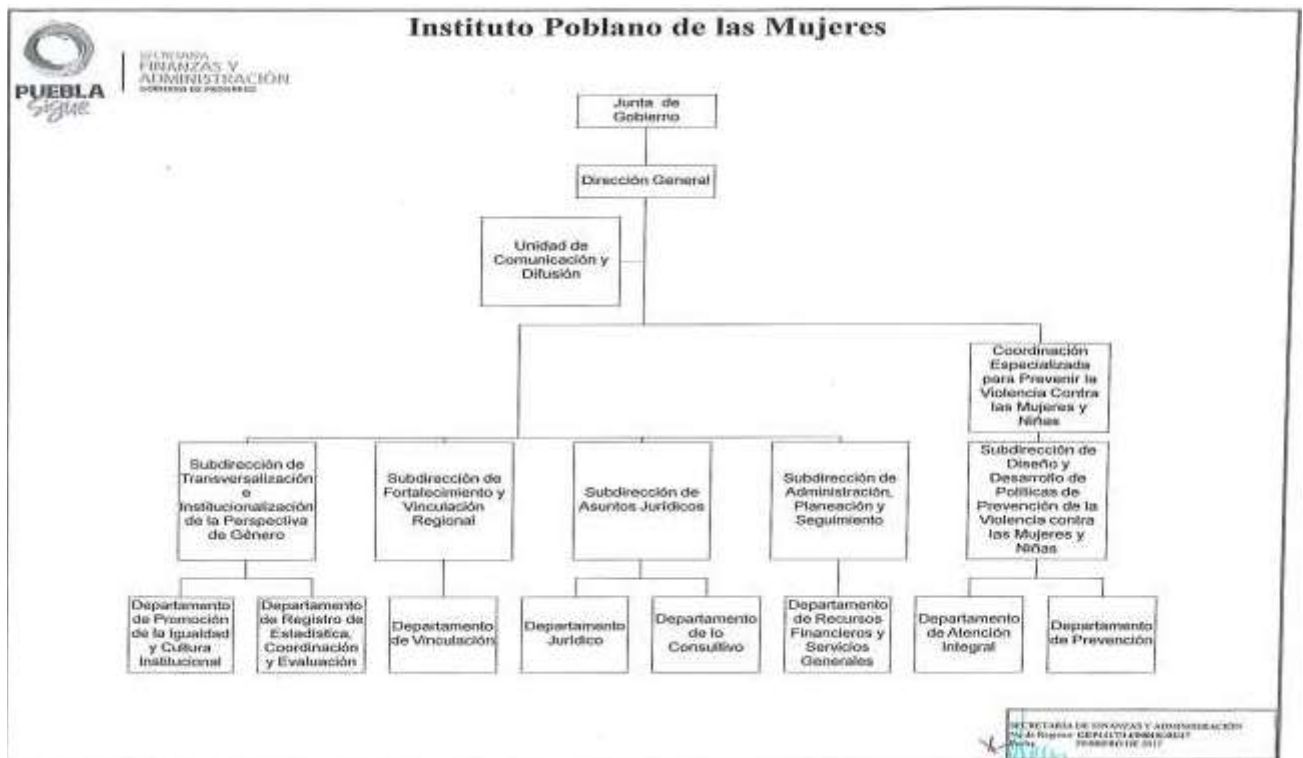 Instituto Poblano de las Mujeres
PUEBLA
Sigue
SECRETARÍA
FINANZAS Y
ADMINISTRACIÓN
GOBIERNO DE PROGRESO
Junta de
Gobierno
Dirección General
Unidad de
Comunicación y
Difusión
Coordinación
Especializada
para Prevenir la
Violencia Contra
las Mujeres y
Niñas
Subdirección de
Transversalización
e
Institucionalización
de la Perspectiva
de Género
Subdirección de
Fortalecimiento y
Vinculación
Regional
Subdirección de
Asuntos Jurídicos
Subdirección de
Administración,
Planeación y
Seguimiento
Subdirección de
Diseño y
Desarrollo de
Políticas de
Prevención de la
Violencia contra
las Mujeres y
Niñas
Departamento
de Promoción
de la Igualdad
y Cultura
Institucional
Departamento
de Registro de
Estadística,
Coordinación
y Evaluación
Departamento
de Vinculación
Departamento
Jurídico
Departamento
de lo
Consultivo
Departamento
de Recursos
Financieros y
Servicios
Generales
Departamento
de Atención
Integral
Departamento
de Prevención
SECRETARÍA DE FINANZAS Y ADMINISTRACIÓN